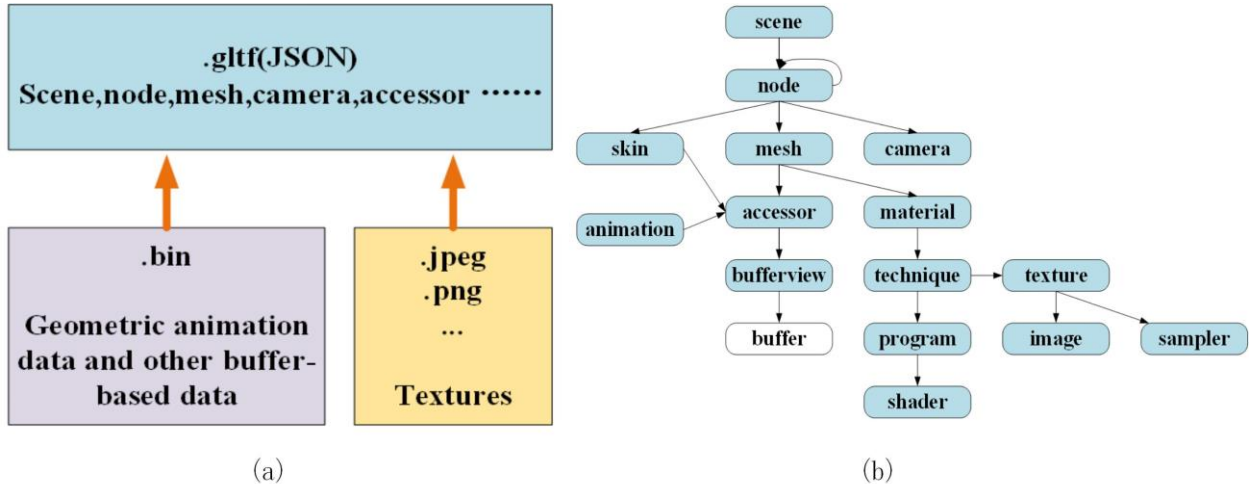 .gltf(JSON)
Scene,node,mesh,camera,accessor ······
.bin
Geometric animation
data and other buffer-
based data
.jpeg
.png
...
Textures
(a)
scene
node
skin
mesh
camera
accessor
material
animation
bufferview
technique
texture
buffer
program
image
sampler
shader
(b)